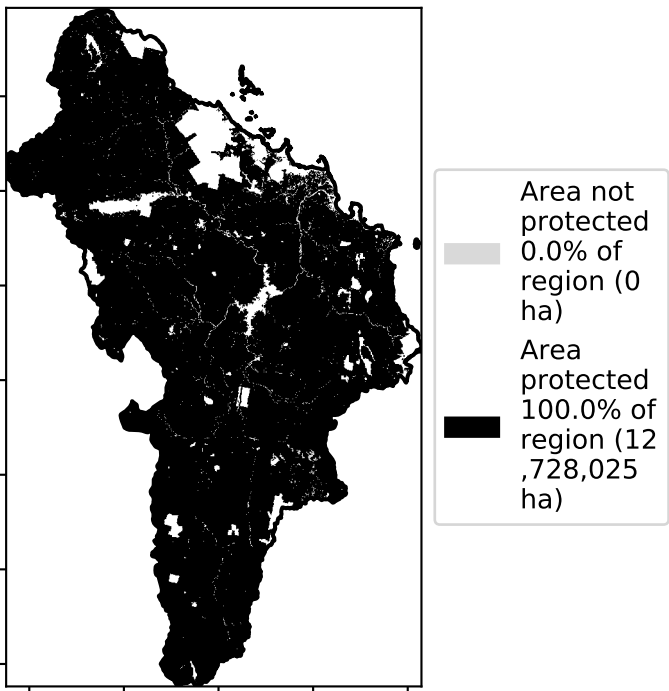 Area not
protected
0.0% of
region (0
ha)
Area
protected
100.0% of
region (12
,728,025
ha)